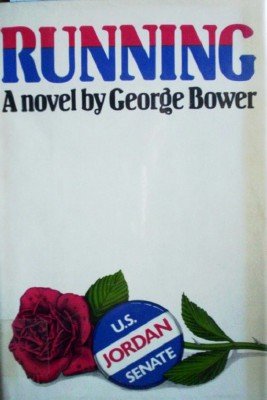 RUNNING
A novel by George Bower
U.S.
JORDAN
SENATE